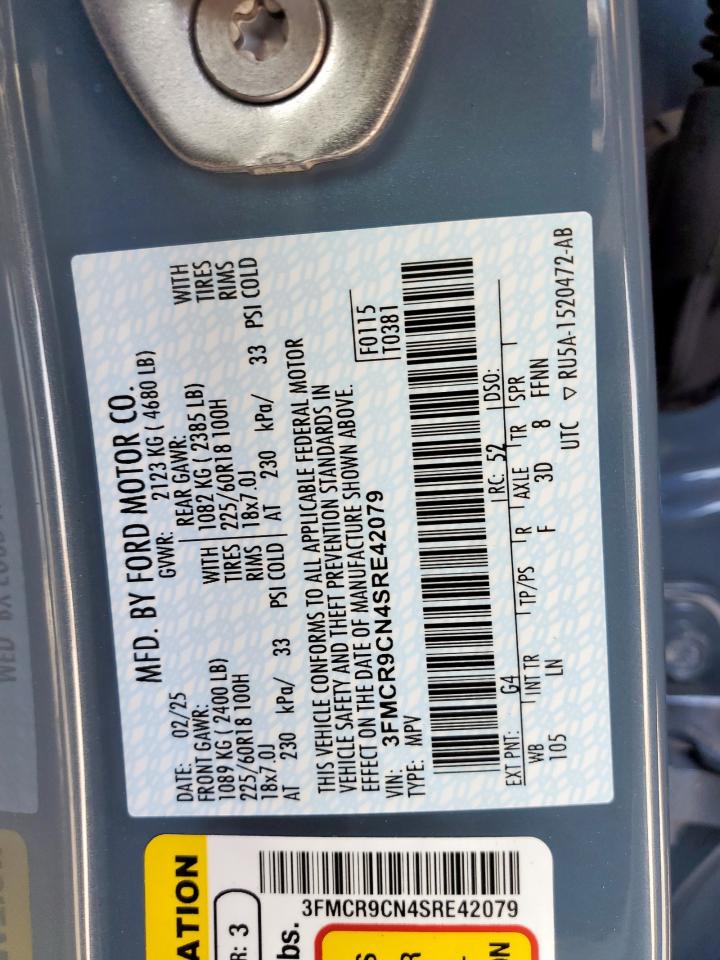 MFD. BY FORD MOTOR CO.
DATE: 02/25 GVWR: 2123 KG ( 4680 LB)
FRONT GAWR: REAR GAWR:
1089 KG ( 2400 LB) WITH 1082 KG ( 2385 LB) WITH
225/60R18 100H TIRES 225/60R18 100H TIRES
18x7.0J RIMS 18x7.0J RIMS
AT 230 kPa/ 33 PSI COLD AT 230 kPa/ 33 PSI COLD
THIS VEHICLE CONFORMS TO ALL APPLICABLE FEDERAL MOTOR
VEHICLE SAFETY AND THEFT PREVENTION STANDARDS IN
EFFECT ON THE DATE OF MANUFACTURE SHOWN ABOVE.
F0115
T0381
VIN: 3FMCR9CN4SRE42079
TYPE: MPV
EXT PNT: G4 RC: 52 DSO:
WB INT TR TP/PS R AXLE TR SPR
105 LN F 3D 8 FFNN
UTC ▽ RU5A-1520472-AB
3FMCR9CN4SRE42079
3
lbs.